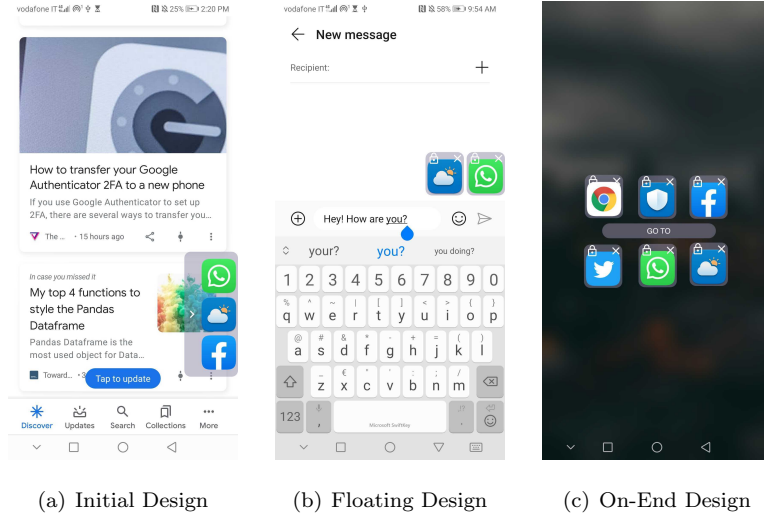 vodafone IT 25% 2:20 PM
How to transfer your Google
Authenticator 2FA to a new phone
If you use Google Authenticator to set up
2FA, there are several ways to transfer you...
The ... • 15 hours ago
In case you missed it
My top 4 functions to
style the Pandas
Dataframe
Pandas Dataframe is the
most used object for Data...
Toward... • 3
Tap to update
Discover Updates Search Collections More
(a) Initial Design
vodafone IT 58% 9:54 AM
New message
Recipient:
Hey! How are you?
your? you? you doing?
1 2 3 4 5 6 7 8 9 0
% ^ ~ | [ ] < > { }
q w e r t y u i o p
@ # & * - + = ( )
a s d f g h j k l
_ € " ' : ; /
z x c v b n m
123 , Microsoft SwiftKey !? .
(b) Floating Design
GO TO
(c) On-End Design